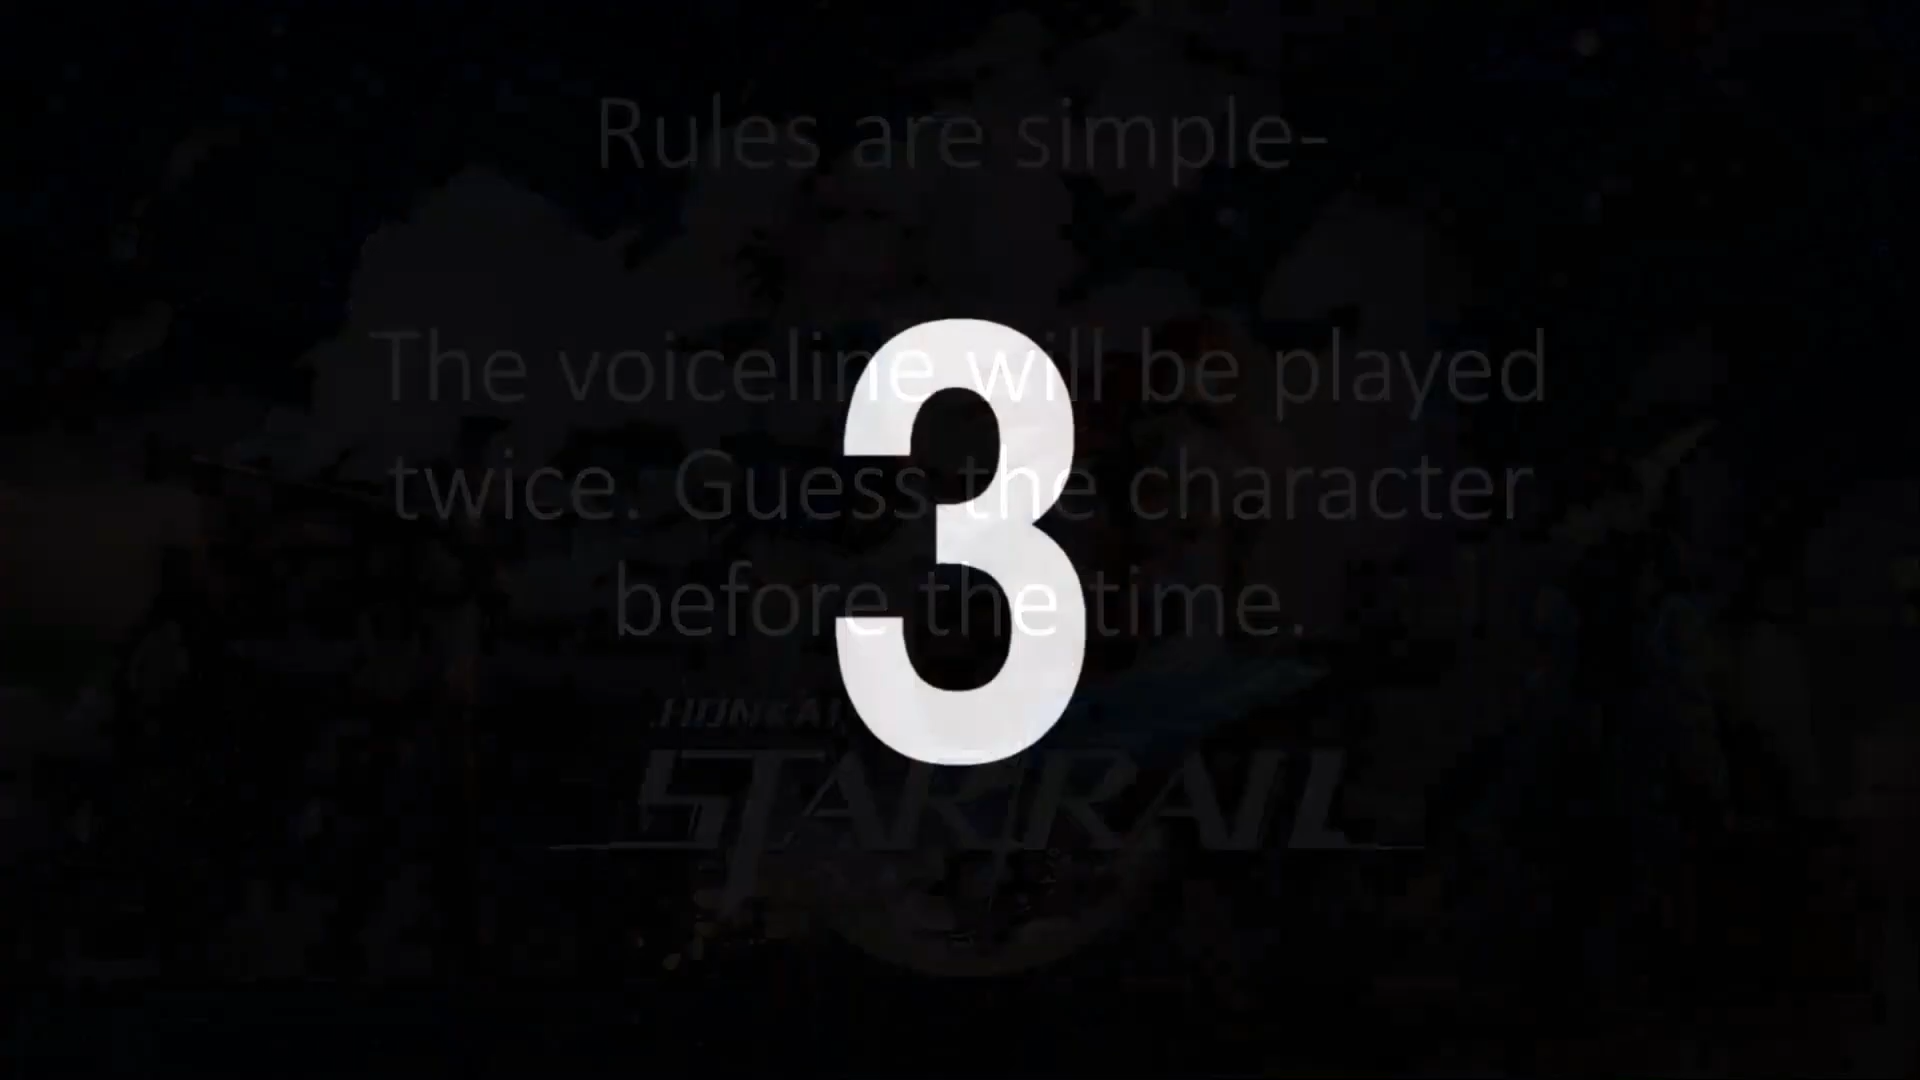 Rules are simple-
The voiceline will be played
twice. Guess the character
before the time.
3
HONKAI
STAR RAIL